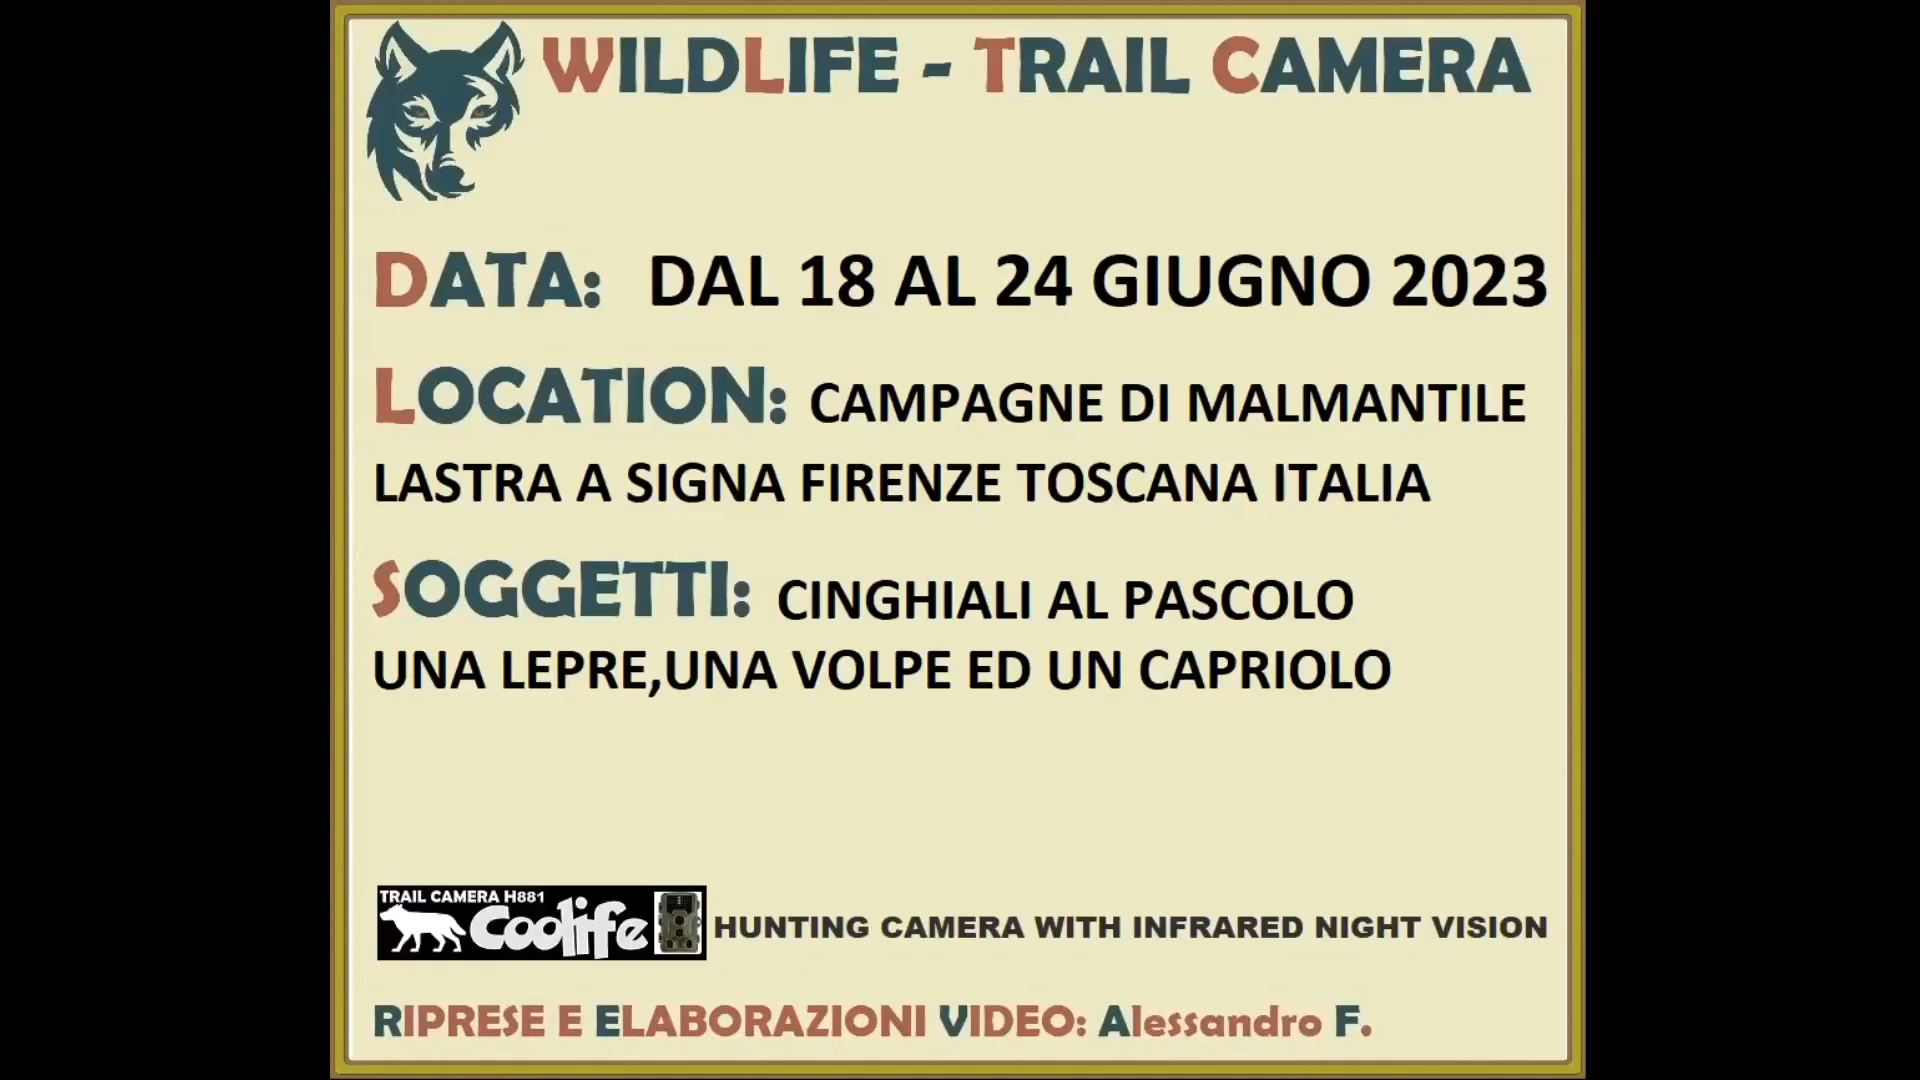 WILDLIFE - TRAIL CAMERA
DATA: DAL 18 AL 24 GIUGNO 2023
LOCATION: CAMPAGNE DI MALMANTILE
LASTRA A SIGNA FIRENZE TOSCANA ITALIA
SOGGETTI: CINGHIALI AL PASCOLO
UNA LEPRE,UNA VOLPE ED UN CAPRIOLO
TRAIL CAMERA H881
Coolife HUNTING CAMERA WITH INFRARED NIGHT VISION
RIPRESE E ELABORAZIONI VIDEO: Alessandro F.